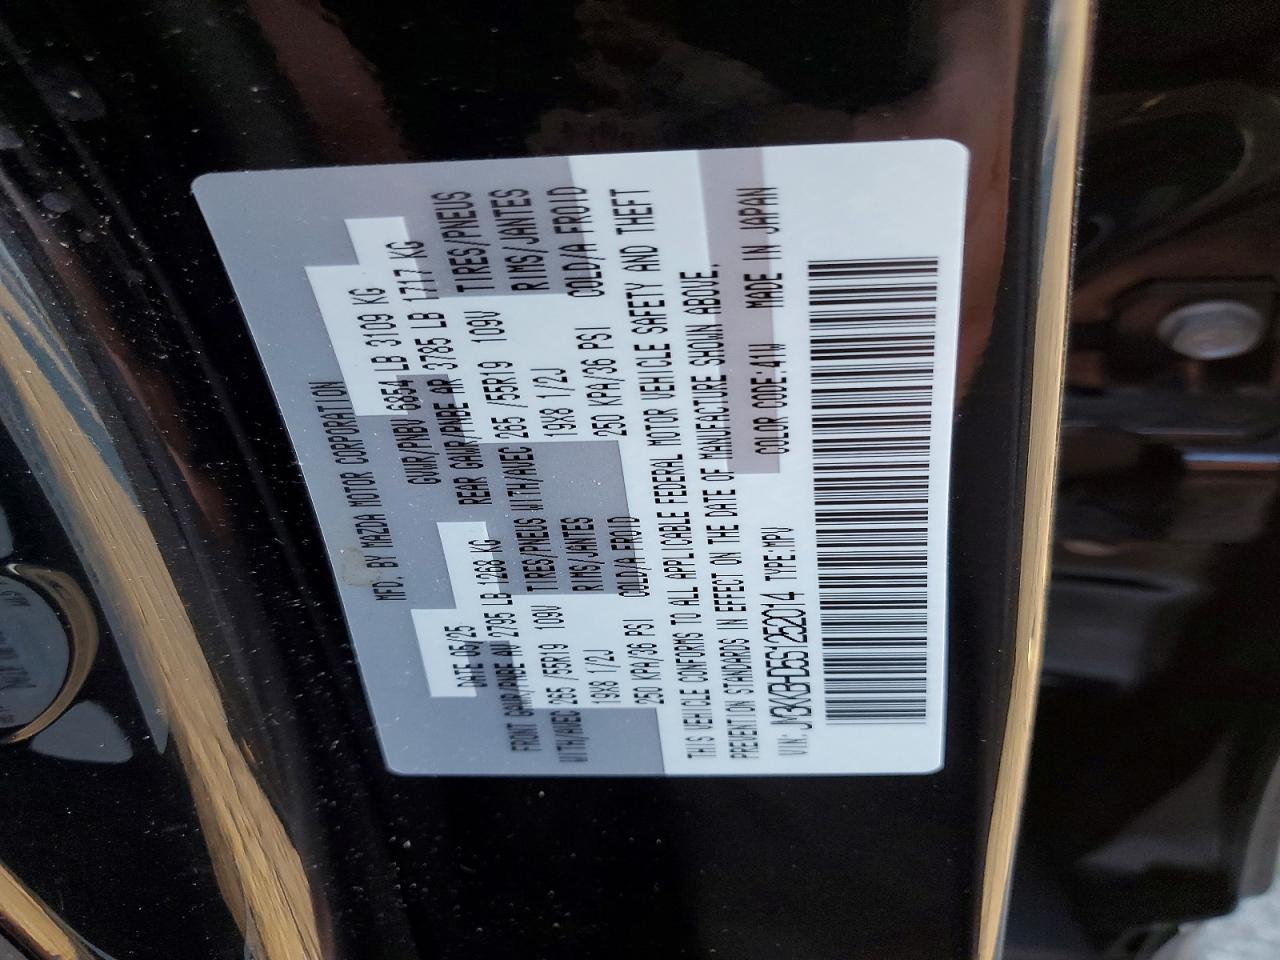 MFD. BY MAZDA MOTOR CORPORATION
DATE 05/25 GWR/PNBV 6854 LB 3109 KG
FRONT GAWR/PNBE AU 2795 LB 1268 KG REAR GAWR/PNBE AR 3785 LB 1717 KG
WITH/AVEC 265 /55R19 109V TIRES/PNEUS WITH/AVEC 265 /55R19 109V TIRES/PNEUS
19X8 1/2J RIMS/JANTES 19X8 1/2J RIMS/JANTES
250 KPA/36 PSI COLD/A FROID 250 KPA/36 PSI COLD/A FROID
THIS VEHICLE CONFORMS TO ALL APPLICABLE FEDERAL MOTOR VEHICLE SAFETY AND THEFT
PREVENTION STANDARDS IN EFFECT ON THE DATE OF MANUFACTURE SHOWN ABOVE.
VIN: JM3KKBHD5S1252014 TYPE:MPV COLOR CODE:41W MADE IN JAPAN